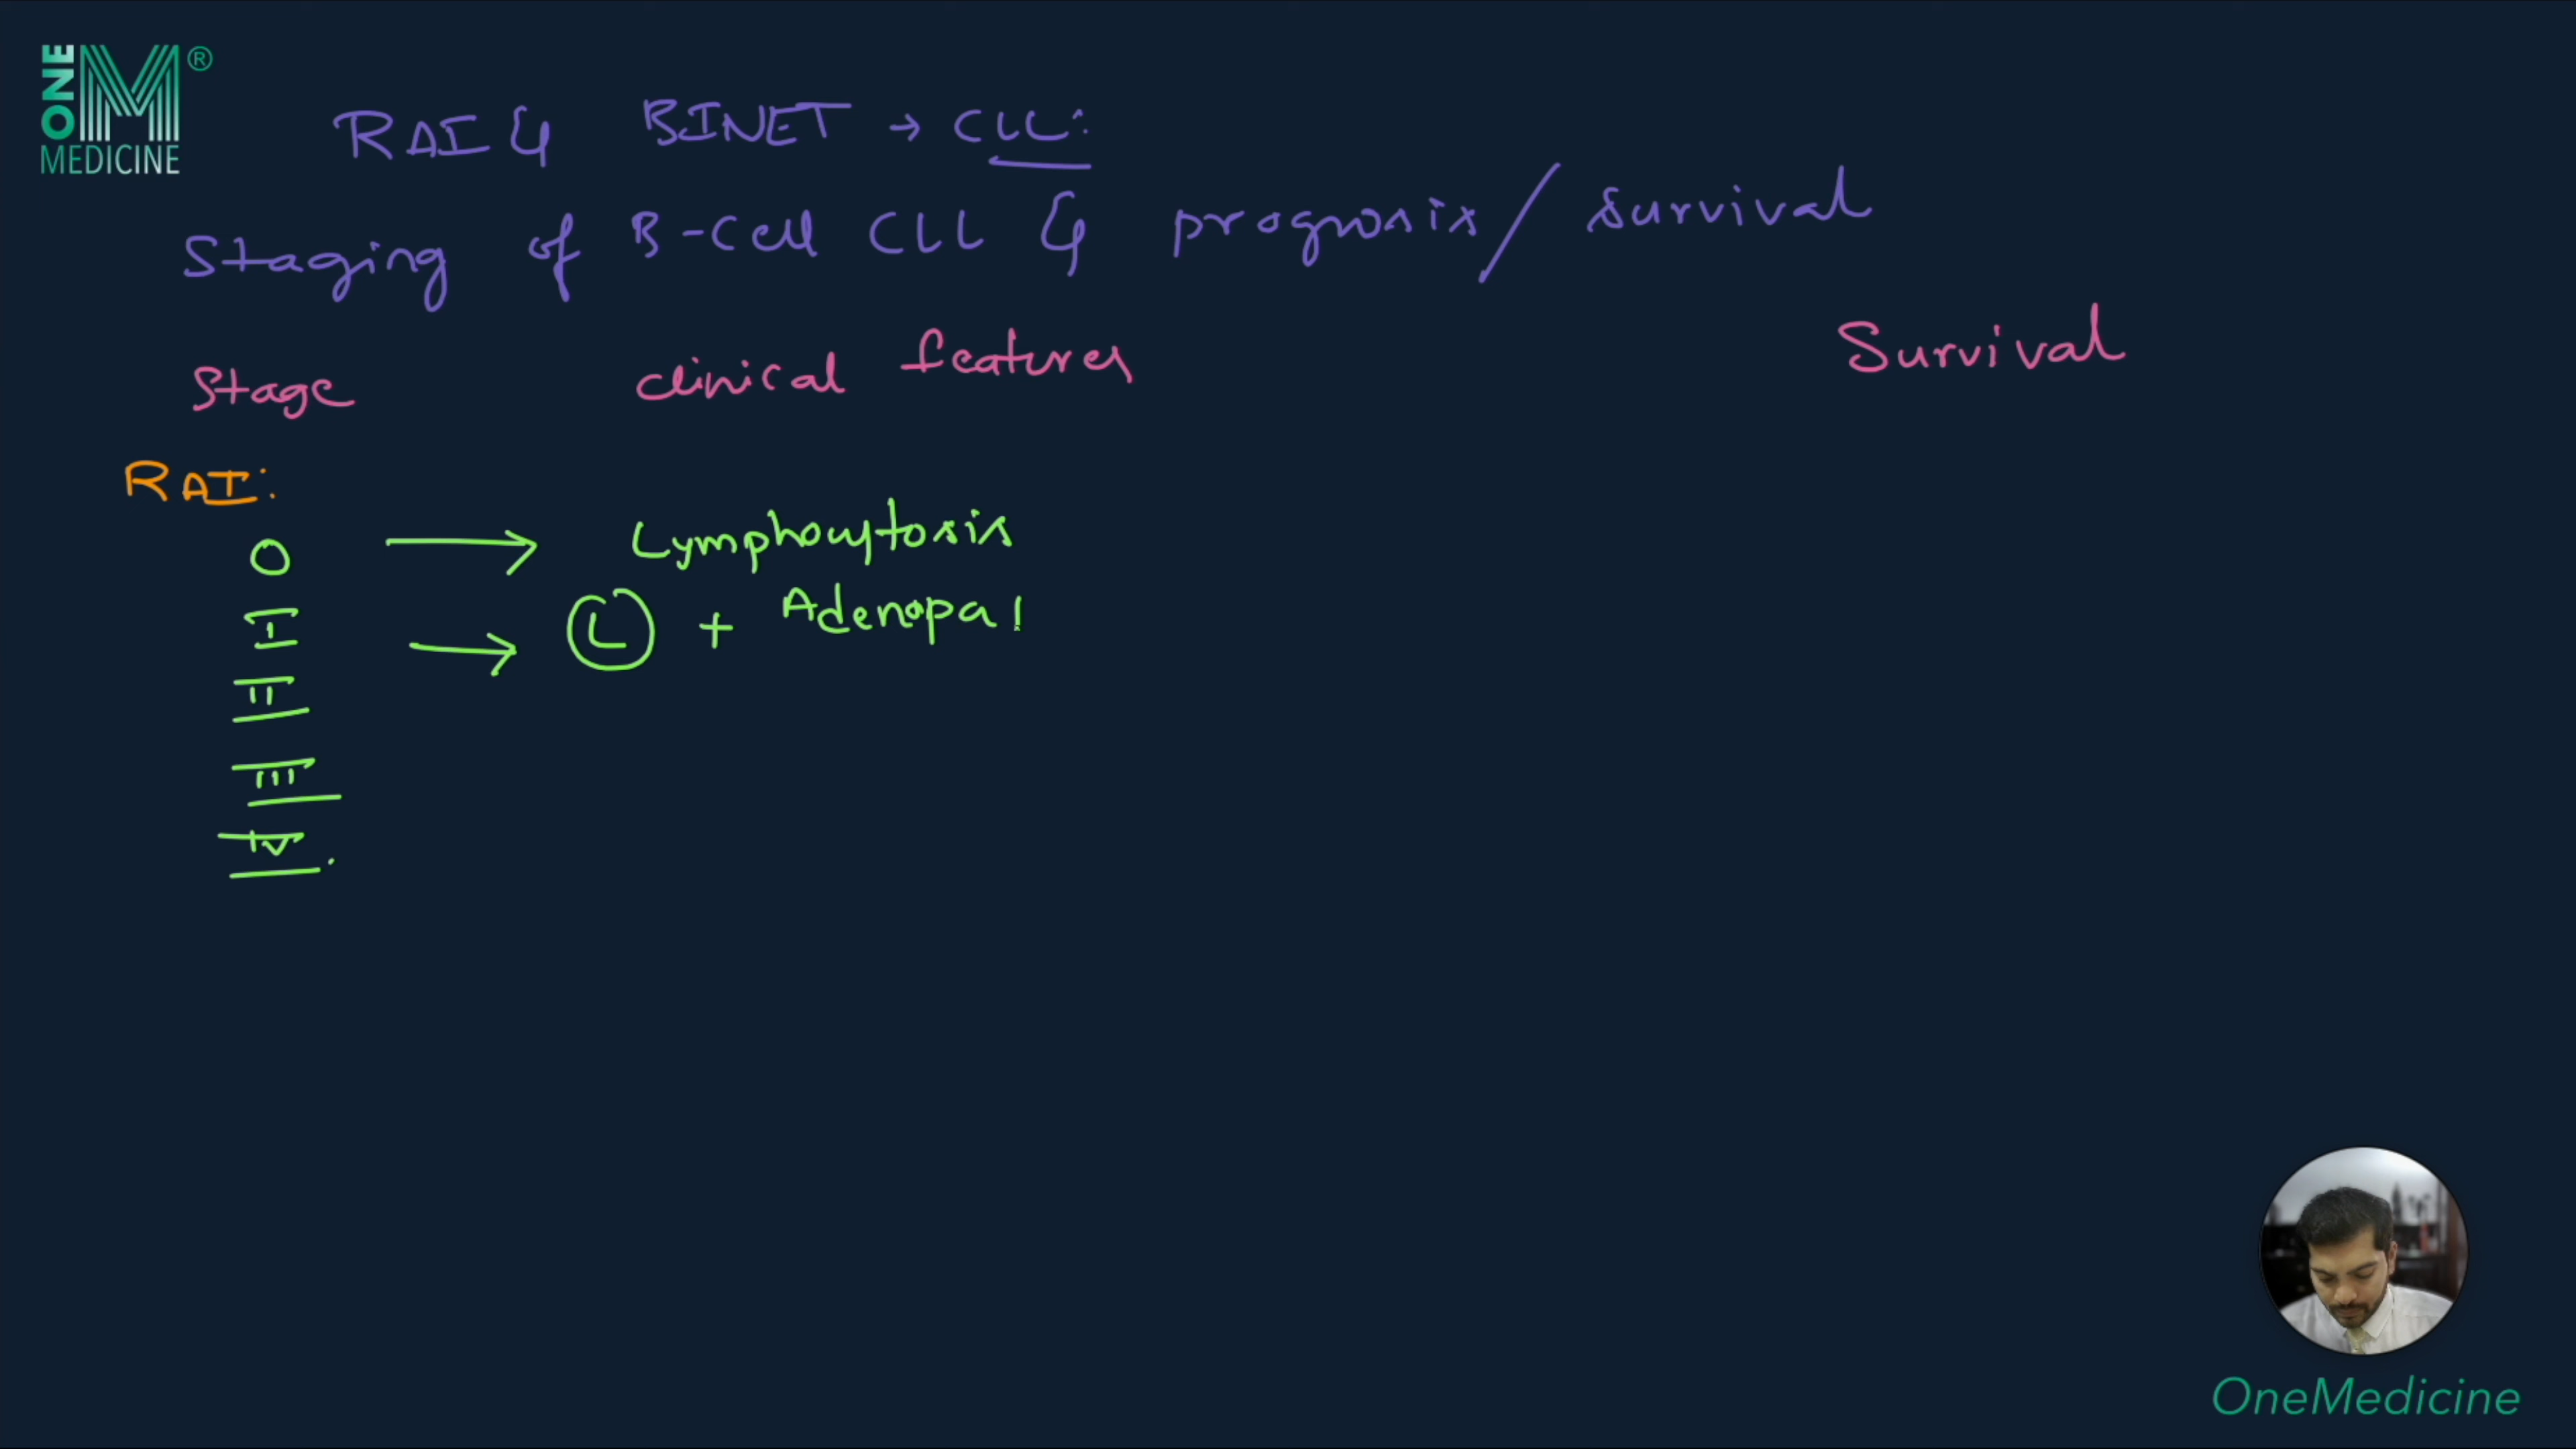 ONE M® MEDICINE
RAI & BINET → CLL:
Staging of B-Cell CLL & prognosis / survival
Stage clinical features Survival
RAI:
0 → Lymphocytosis
I → L + Adenopa
II
III
IV.
OneMedicine